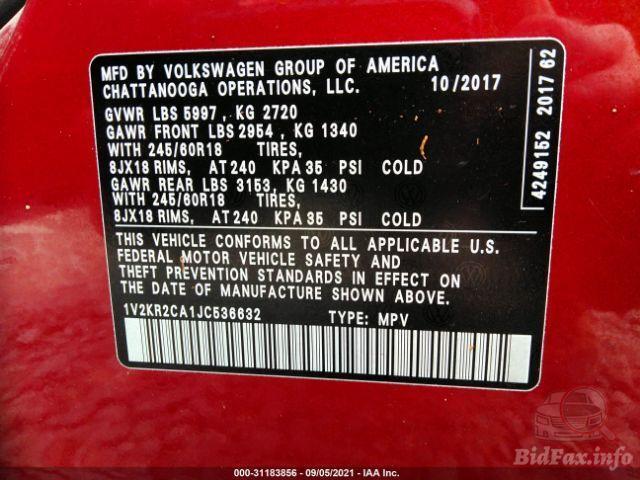 MFD BY VOLKSWAGEN GROUP OF AMERICA
CHATTANOOGA OPERATIONS, LLC. 10/2017
GVWR LBS 5997 , KG 2720
GAWR FRONT LBS 2954 , KG 1340
WITH 245/60R18 TIRES,
8JX18 RIMS, AT 240 KPA 35 PSI COLD
GAWR REAR LBS 3153, KG 1430
WITH 245/60R18 TIRES,
8JX18 RIMS, AT 240 KPA 35 PSI COLD
THIS VEHICLE CONFORMS TO ALL APPLICABLE U.S.
FEDERAL MOTOR VEHICLE SAFETY AND
THEFT PREVENTION STANDARDS IN EFFECT ON
THE DATE OF MANUFACTURE SHOWN ABOVE.
1V2KR2CA1JC536632 TYPE: MPV
4249152 2017 62
000-31183856 - 09/05/2021 - IAA Inc.
BidFax.info